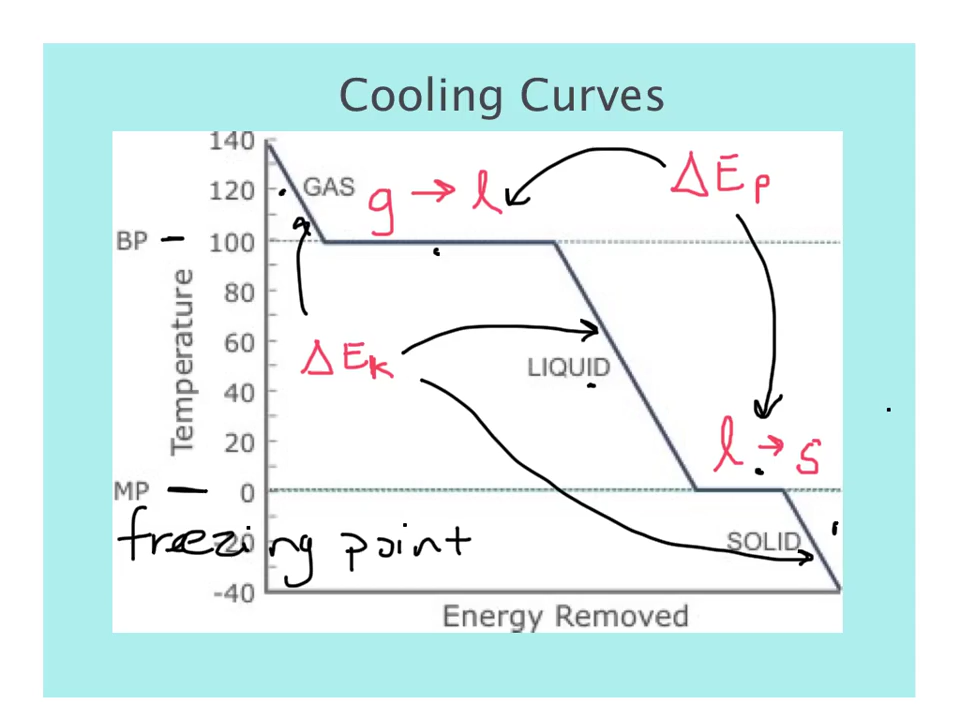 Cooling Curves
140
120
GAS
g → l
ΔEp
BP
100
80
60
ΔEk
LIQUID
40
20
l → s
MP
0
freezing point
-20
SOLID
-40
Temperature
Energy Removed